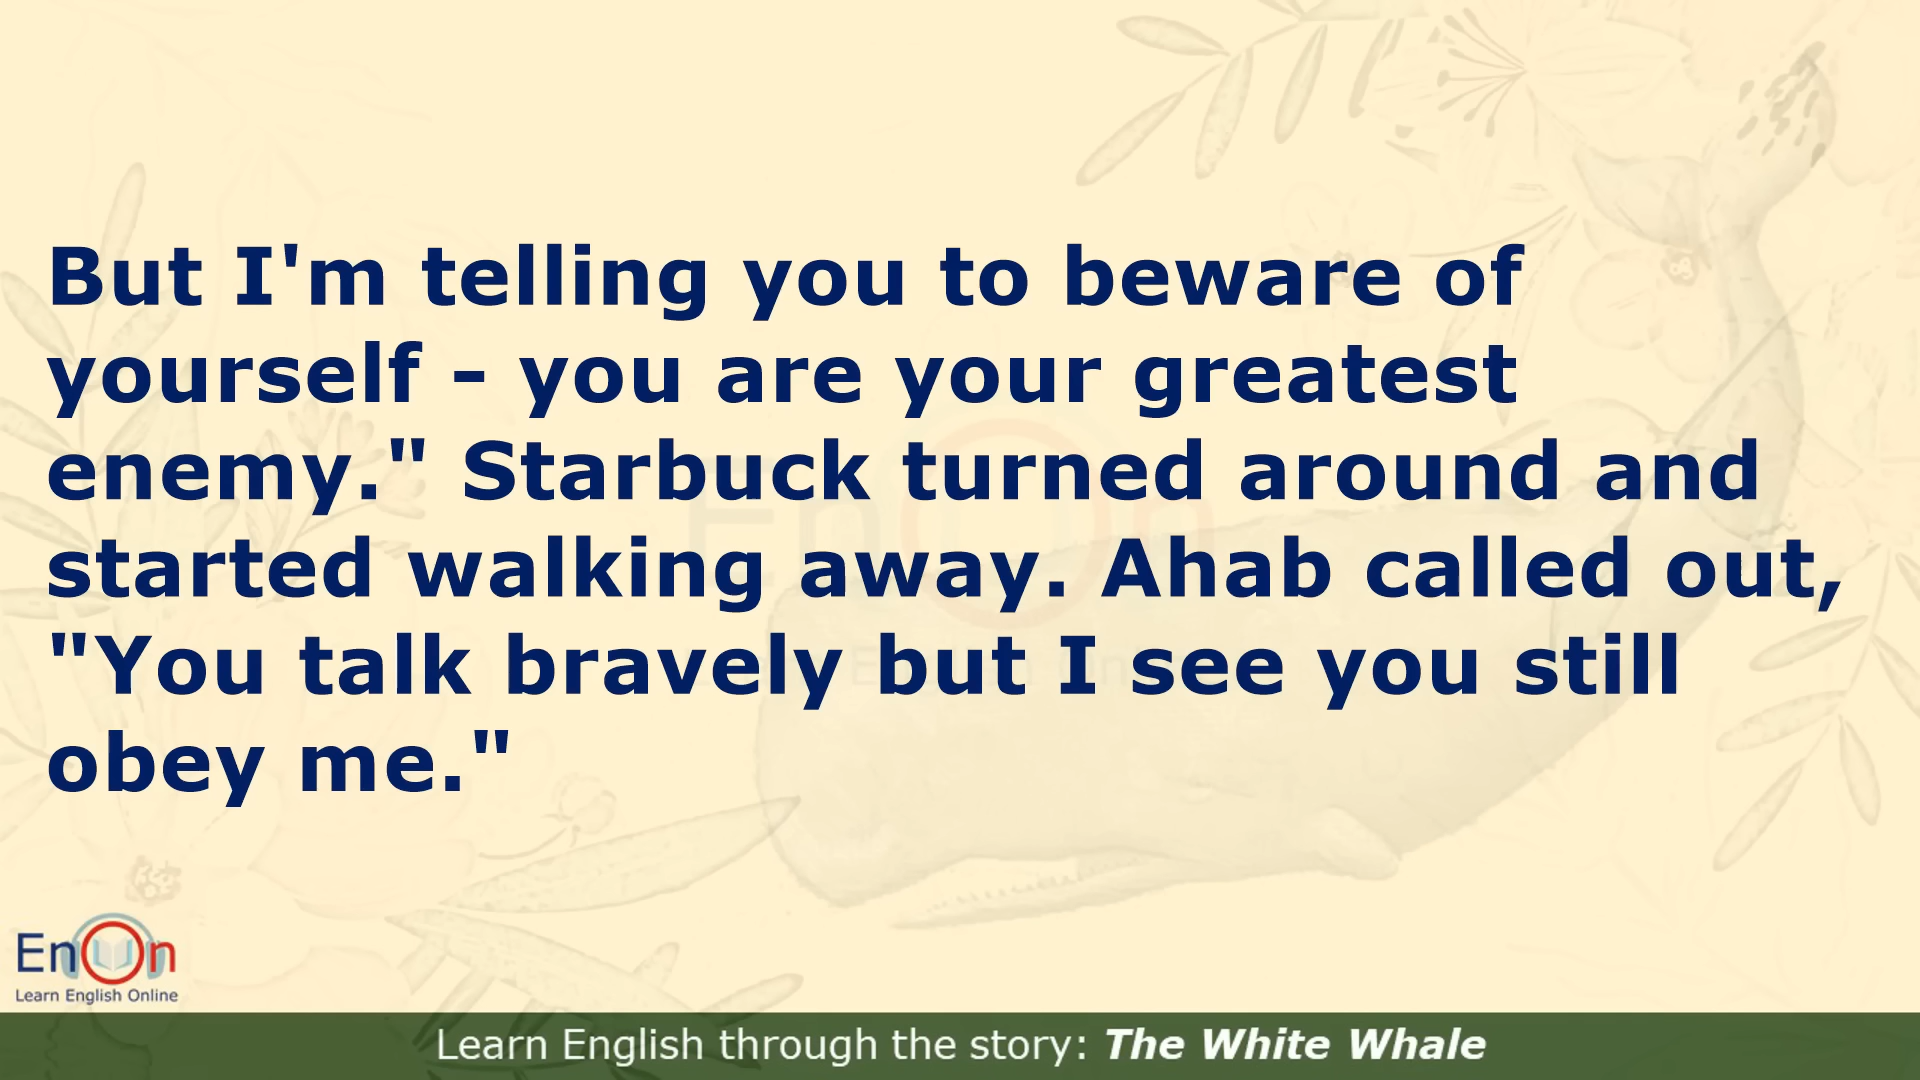 But I'm telling you to beware of
yourself - you are your greatest
enemy." Starbuck turned around and
started walking away. Ahab called out,
"You talk bravely but I see you still
obey me."
EnOn
Learn English Online
Learn English through the story: The White Whale